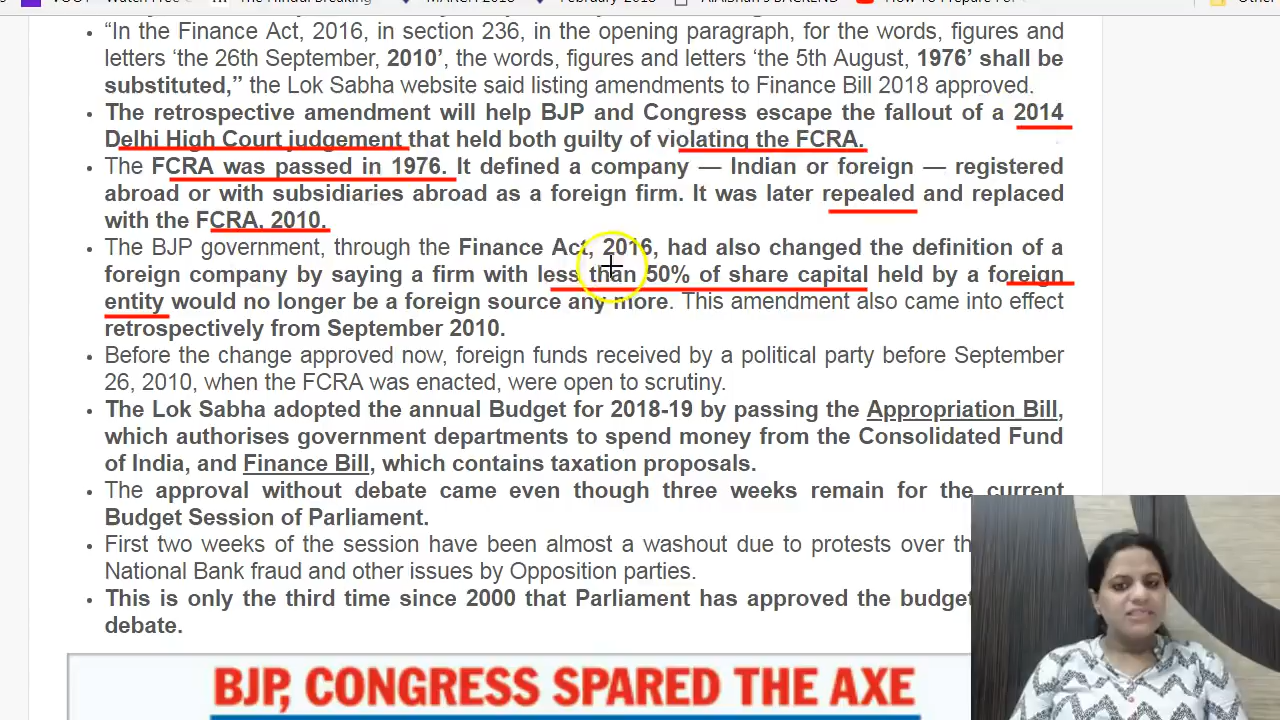 “In the Finance Act, 2016, in section 236, in the opening paragraph, for the words, figures and
letters ‘the 26th September, 2010’, the words, figures and letters ‘the 5th August, 1976’ shall be
substituted,” the Lok Sabha website said listing amendments to Finance Bill 2018 approved.
The retrospective amendment will help BJP and Congress escape the fallout of a 2014
Delhi High Court judgement that held both guilty of violating the FCRA.
The FCRA was passed in 1976. It defined a company — Indian or foreign — registered
abroad or with subsidiaries abroad as a foreign firm. It was later repealed and replaced
with the FCRA, 2010.
The BJP government, through the Finance Act, 2016, had also changed the definition of a
foreign company by saying a firm with less than 50% of share capital held by a foreign
entity would no longer be a foreign source any more. This amendment also came into effect
retrospectively from September 2010.
Before the change approved now, foreign funds received by a political party before September
26, 2010, when the FCRA was enacted, were open to scrutiny.
The Lok Sabha adopted the annual Budget for 2018-19 by passing the Appropriation Bill,
which authorises government departments to spend money from the Consolidated Fund
of India, and Finance Bill, which contains taxation proposals.
The approval without debate came even though three weeks remain for the current
Budget Session of Parliament.
First two weeks of the session have been almost a washout due to protests over
National Bank fraud and other issues by Opposition parties.
This is only the third time since 2000 that Parliament has approved the budget
debate.
BJP, CONGRESS SPARED THE AXE